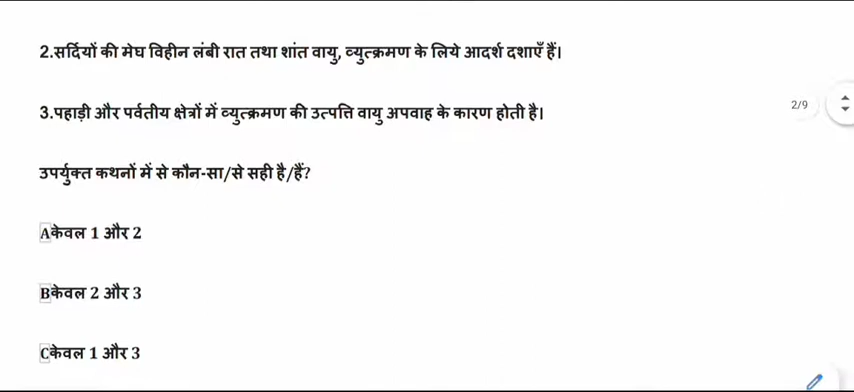 2.सर्दियों की मेघ विहीन लंबी रात तथा शांत वायु, व्युत्क्रमण के लिये आदर्श दशाएँ हैं।
3.पहाड़ी और पर्वतीय क्षेत्रों में व्युत्क्रमण की उत्पत्ति वायु अपवाह के कारण होती है।
2/9
उपर्युक्त कथनों में से कौन-सा/से सही है/हैं?
Aकेवल 1 और 2
Bकेवल 2 और 3
Cकेवल 1 और 3